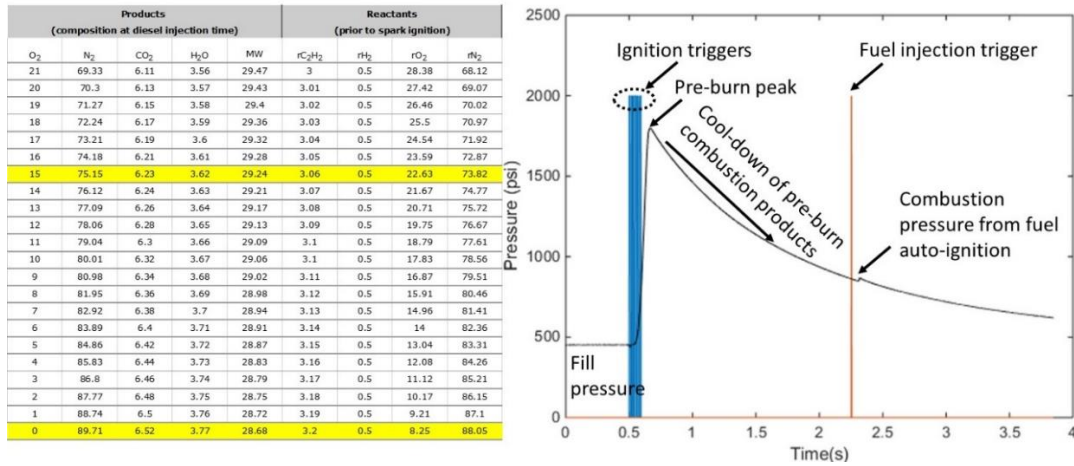 Products Reactants
(composition at diesel injection time) (prior to spark ignition)
O2 N2 CO2 H2O MW rC2H2 rH2 rO2 rN2
21 69.33 6.11 3.56 29.47 3 0.5 28.38 68.12
20 70.3 6.13 3.57 29.43 3.01 0.5 27.42 69.07
19 71.27 6.15 3.58 29.4 3.02 0.5 26.46 70.02
18 72.24 6.17 3.59 29.36 3.03 0.5 25.5 70.97
17 73.21 6.19 3.6 29.32 3.04 0.5 24.54 71.92
16 74.18 6.21 3.61 29.28 3.05 0.5 23.59 72.87
15 75.15 6.23 3.62 29.24 3.06 0.5 22.63 73.82
14 76.12 6.24 3.63 29.21 3.07 0.5 21.67 74.77
13 77.09 6.26 3.64 29.17 3.08 0.5 20.71 75.72
12 78.06 6.28 3.65 29.13 3.09 0.5 19.75 76.67
11 79.04 6.3 3.66 29.09 3.1 0.5 18.79 77.61
10 80.01 6.32 3.67 29.06 3.1 0.5 17.83 78.56
9 80.98 6.34 3.68 29.02 3.11 0.5 16.87 79.51
8 81.95 6.36 3.69 28.98 3.12 0.5 15.91 80.46
7 82.92 6.38 3.7 28.94 3.13 0.5 14.96 81.41
6 83.89 6.4 3.71 28.91 3.14 0.5 14 82.36
5 84.86 6.42 3.72 28.87 3.15 0.5 13.04 83.31
4 85.83 6.44 3.73 28.83 3.16 0.5 12.08 84.26
3 86.8 6.46 3.74 28.79 3.17 0.5 11.12 85.21
2 87.77 6.48 3.75 28.75 3.18 0.5 10.17 86.15
1 88.74 6.5 3.76 28.72 3.19 0.5 9.21 87.1
0 89.71 6.52 3.77 28.68 3.2 0.5 8.25 88.05
2500
2000
1500
1000
500
0
Pressure (psi)
Ignition triggers
Fuel injection trigger
Pre-burn peak
Cool-down of pre-burn
combustion products
Combustion
pressure from fuel
auto-ignition
Fill
pressure
0 0.5 1 1.5 2 2.5 3 3.5 4
Time(s)